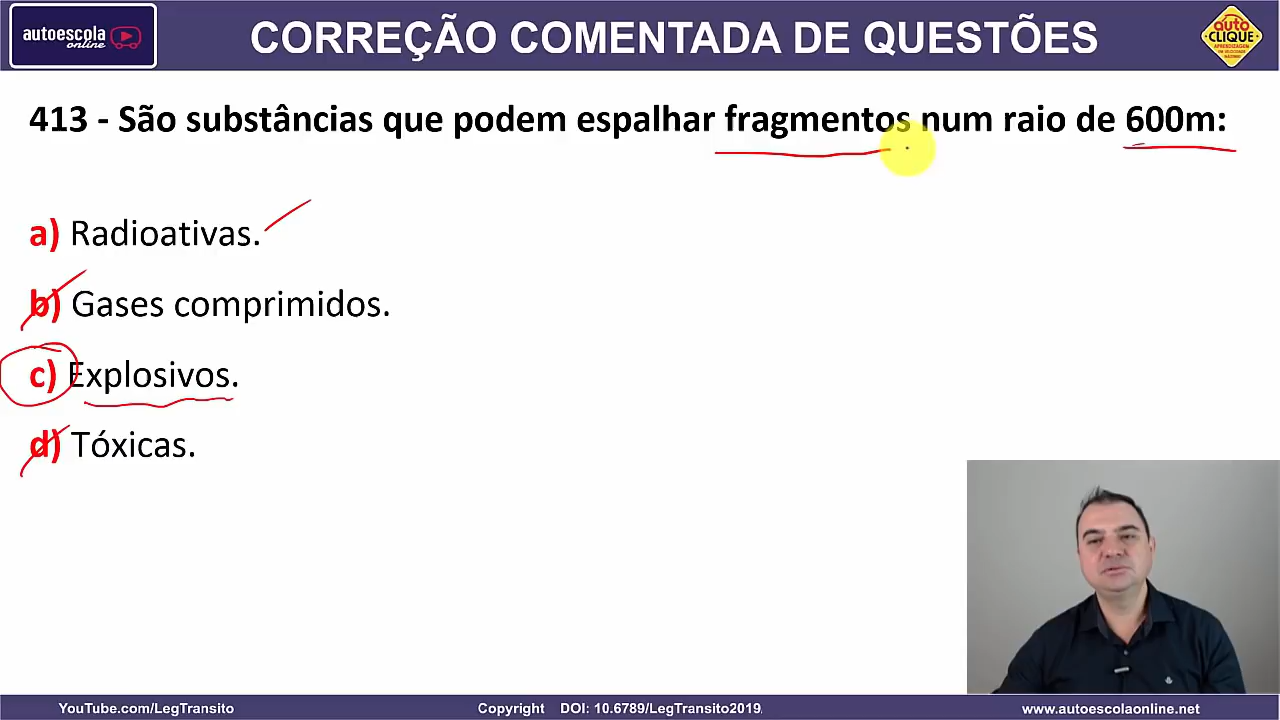 autoescola
online
CORREÇÃO COMENTADA DE QUESTÕES
auto
CLIQUE
413 - São substâncias que podem espalhar fragmentos num raio de 600m:
a) Radioativas.
b) Gases comprimidos.
c) Explosivos.
d) Tóxicas.
YouTube.com/LegTransito
Copyright DOI: 10.6789/LegTransito2019
www.autoescolaonline.net